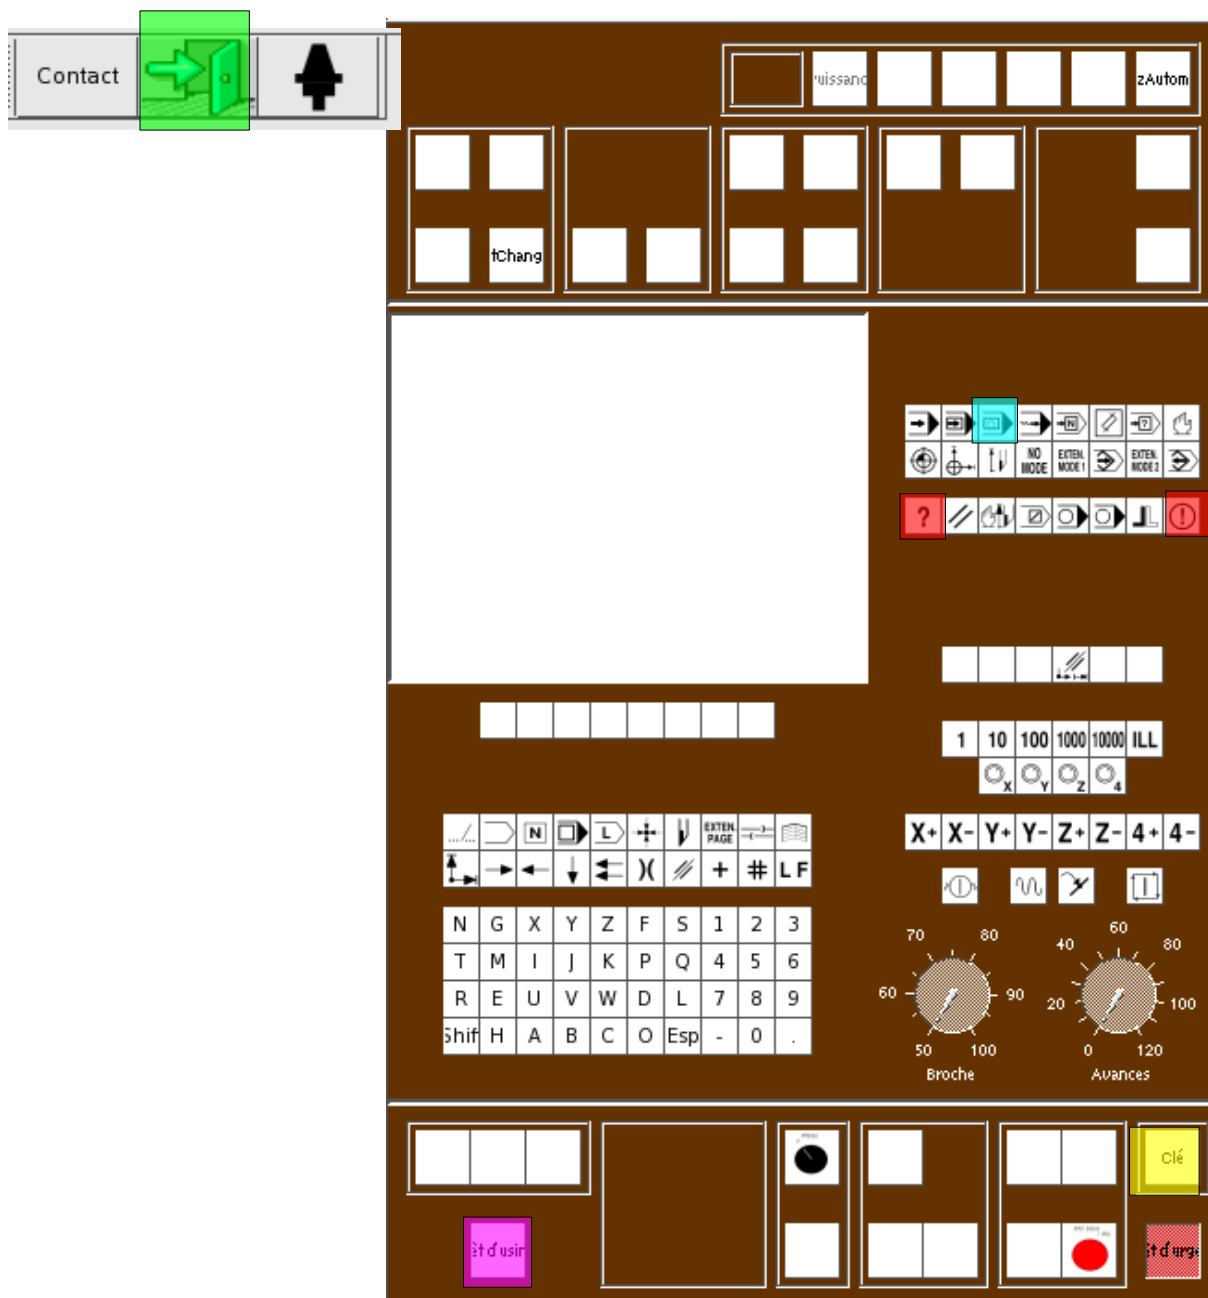 Contact
uissanc
zAutom
tChang
NO MODE EXTEN. MODE 1 EXTEN. MODE 2
N ?
? !
1 10 100 1000 10000 ILL
X Y Z 4
.../... N L EXTEN. PAGE
X+ X- Y+ Y- Z+ Z- 4+ 4-
)( + # L F
N G X Y Z F S 1 2 3
T M I J K P Q 4 5 6
R E U V W D L 7 8 9
Shif H A B C O Esp - 0 .
70 80
60 90
50 100
Broche
60
40 80
20 100
0 120
Avances
Clé
êt d'usin
êt d'urge